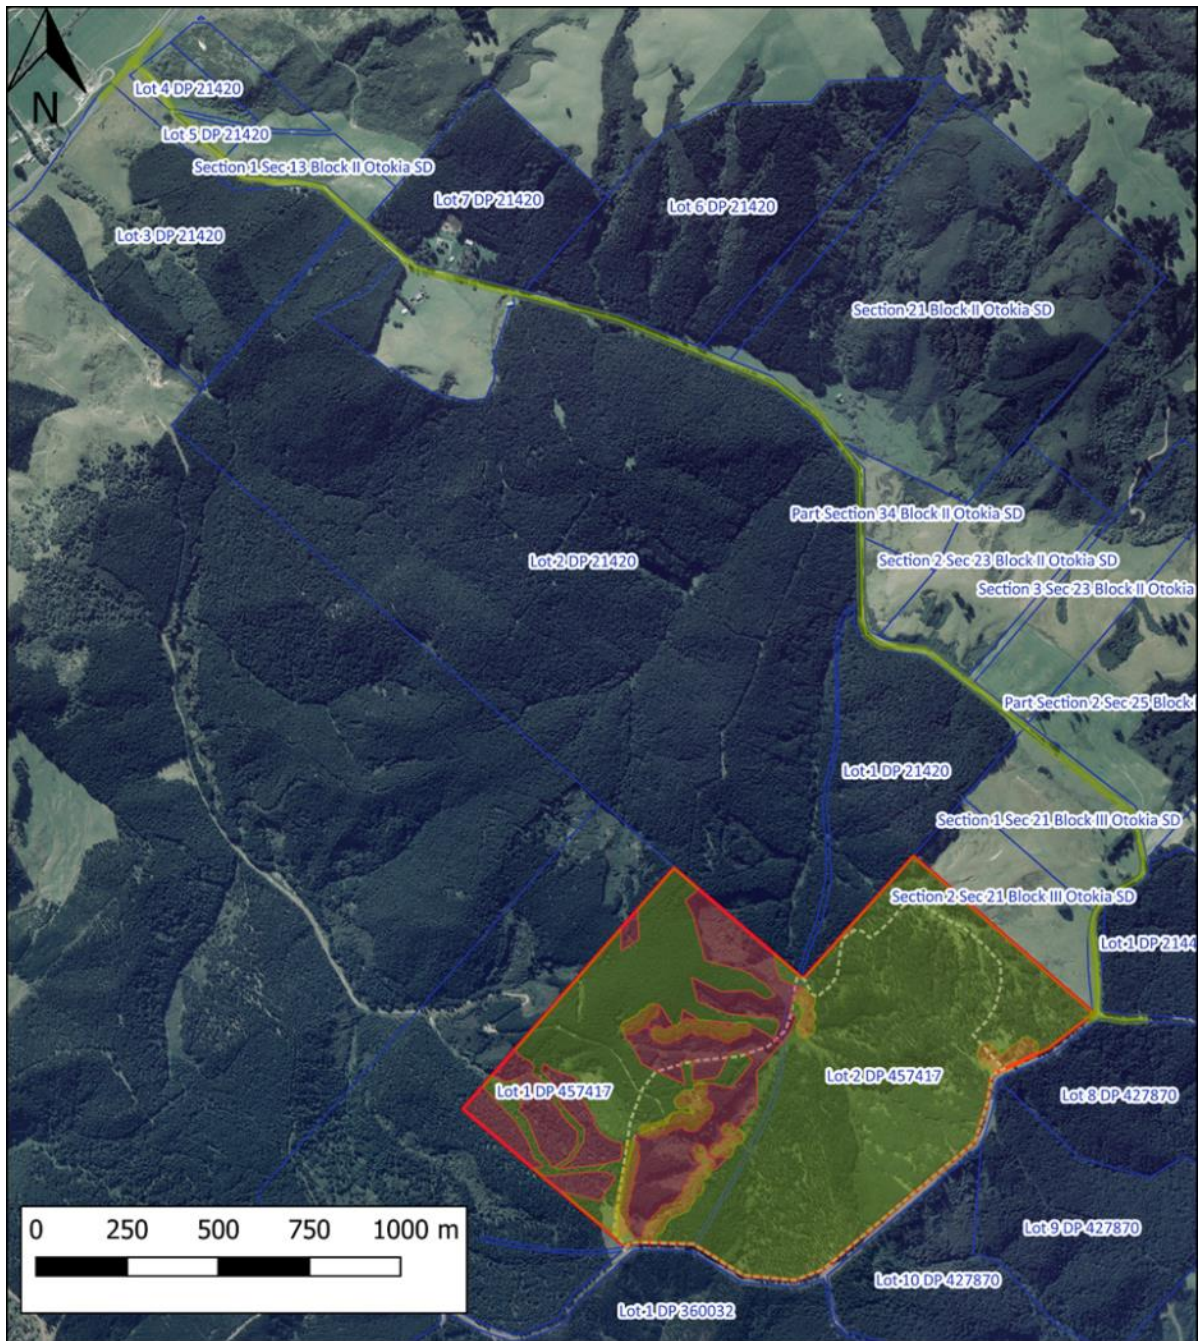 Lot 4 DP 21420
N
Lot 5 DP 21420
Section 1 Sec 13 Block II Otokia SD
Lot 7 DP 21420
Lot 6 DP 21420
Lot 3 DP 21420
Section 21 Block II Otokia SD
Part Section 34 Block II Otokia SD
Lot 2 DP 21420
Section 2 Sec 23 Block II Otokia SD
Section 3 Sec 23 Block II Otokia
Part Section 2 Sec 25 Block
Lot 1 DP 21420
Section 1 Sec 21 Block III Otokia SD
Section 2 Sec 21 Block III Otokia SD
Lot 1 DP 2144
Lot 1 DP 457417
Lot 2 DP 457417
Lot 8 DP 427870
Lot 9 DP 427870
0 250 500 750 1000 m
Lot 10 DP 427870
Lot 1 DP 360032